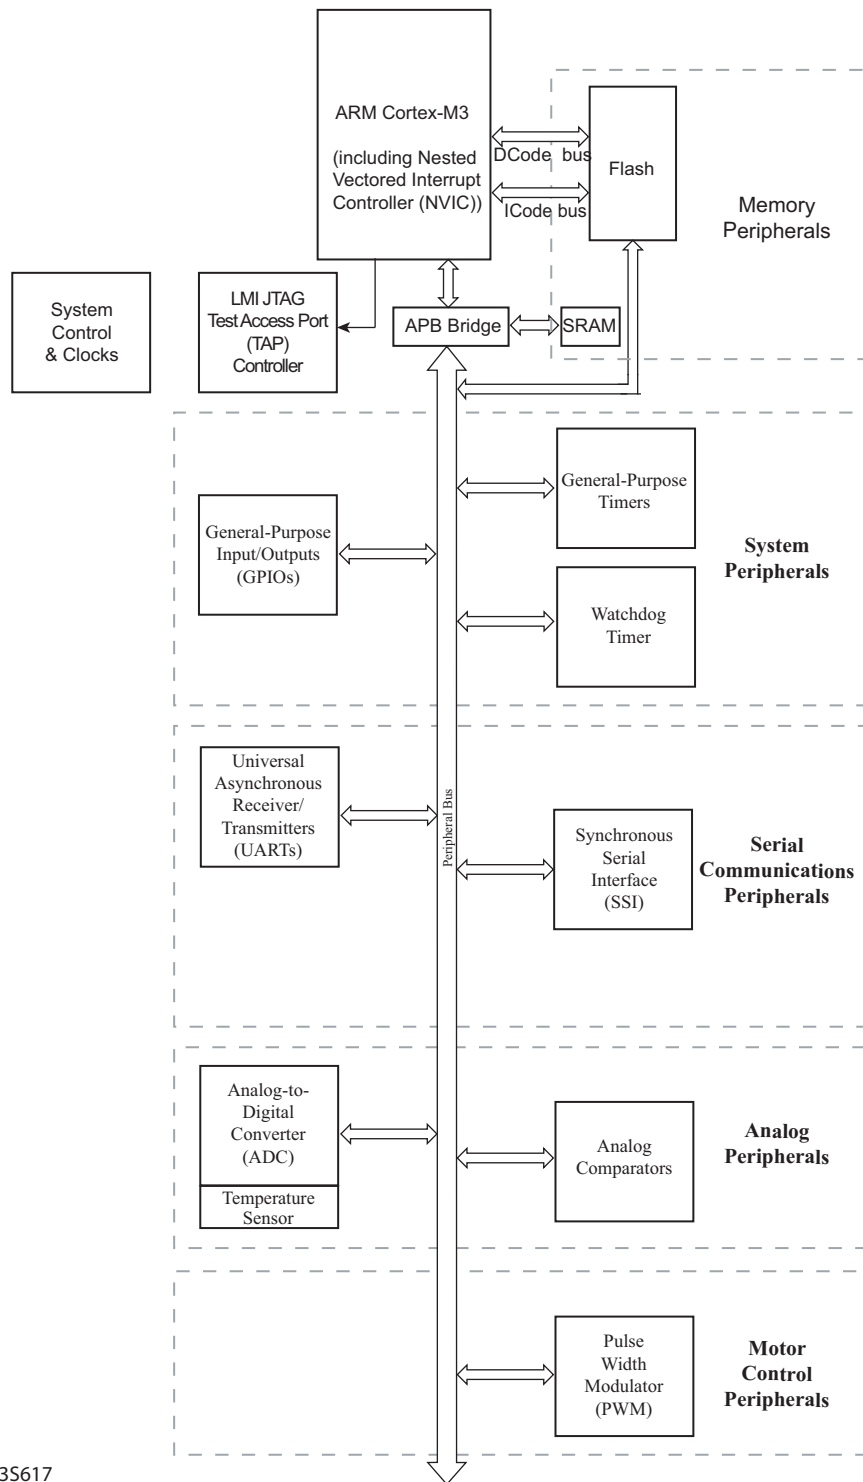 ARM Cortex-M3
(including Nested
Vectored Interrupt
Controller (NVIC))
DCode bus
ICode bus
Flash
Memory
Peripherals
System
Control
& Clocks
LMI JTAG
Test Access Port
(TAP)
Controller
APB Bridge
SRAM
General-Purpose
Timers
General-Purpose
Input/Outputs
(GPIOs)
System
Peripherals
Watchdog
Timer
Universal
Asynchronous
Receiver/
Transmitters
(UARTs)
Peripheral Bus
Synchronous
Serial
Interface
(SSI)
Serial
Communications
Peripherals
Analog-to-
Digital
Converter
(ADC)
Temperature
Sensor
Analog
Comparators
Analog
Peripherals
Pulse
Width
Modulator
(PWM)
Motor
Control
Peripherals
3S617